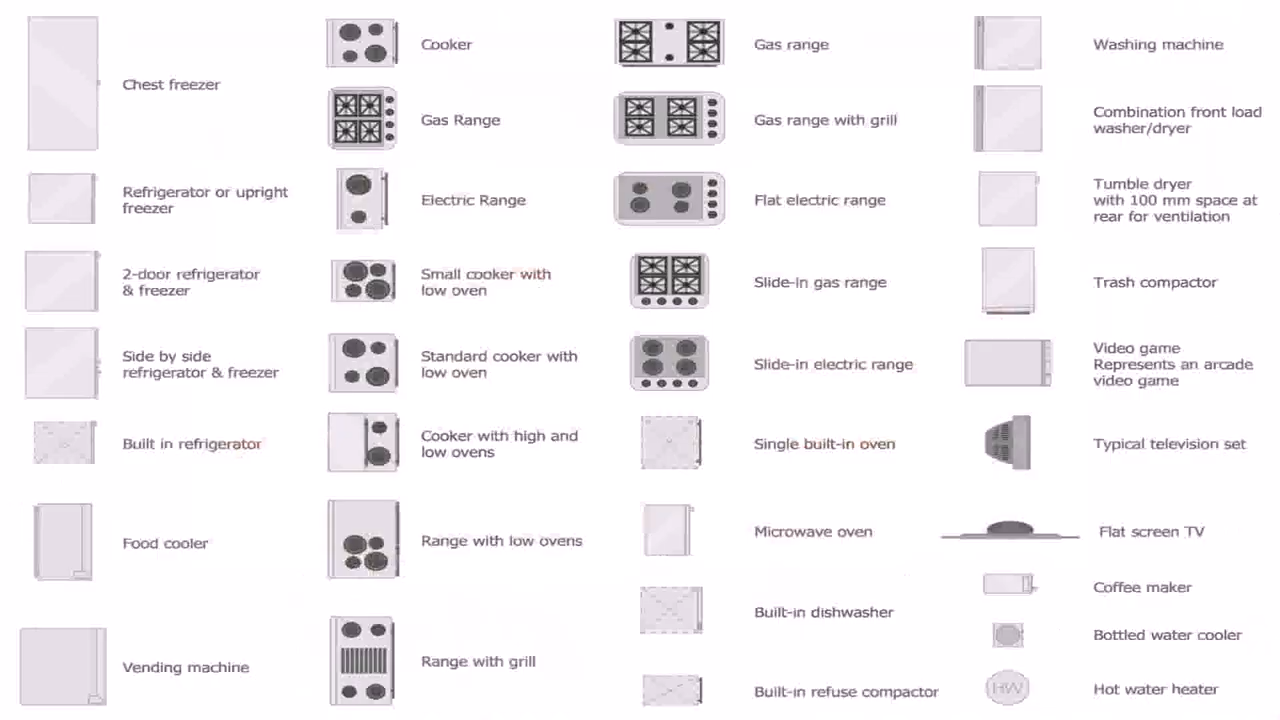 Chest freezer
Refrigerator or upright
freezer
2-door refrigerator
& freezer
Side by side
refrigerator & freezer
Built in refrigerator
Food cooler
Vending machine
Cooker
Gas Range
Electric Range
Small cooker with
low oven
Standard cooker with
low oven
Cooker with high and
low ovens
Range with low ovens
Range with grill
Gas range
Gas range with grill
Flat electric range
Slide-in gas range
Slide-in electric range
Single built-in oven
Microwave oven
Built-in dishwasher
Built-in refuse compactor
Washing machine
Combination front load
washer/dryer
Tumble dryer
with 100 mm space at
rear for ventilation
Trash compactor
Video game
Represents an arcade
video game
Typical television set
Flat screen TV
Coffee maker
Bottled water cooler
HW
Hot water heater